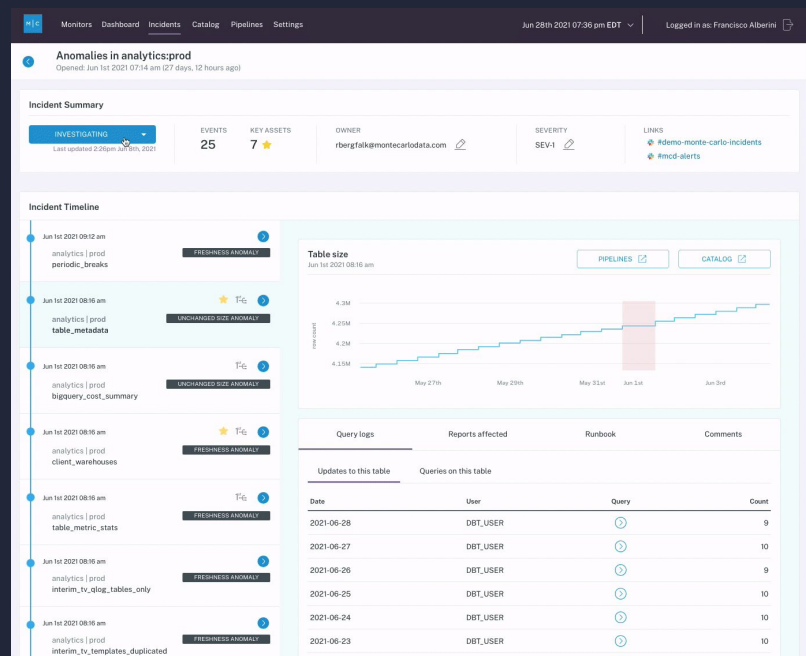 M|C Monitors Dashboard Incidents Catalog Pipelines Settings Jun 28th 2021 07:36 pm EDT Logged in as: Francisco Alberini
Anomalies in analytics:prod
Opened: Jun 1st 2021 07:14 am (27 days, 12 hours ago)
Incident Summary
INVESTIGATING
Last updated 2:26pm Jun 8th, 2021
EVENTS
25
KEY ASSETS
7
OWNER
rbergfalk@montecarlodata.com
SEVERITY
SEV-1
LINKS
#demo-monte-carlo-incidents
#mcd-alerts
Incident Timeline
Jun 1st 2021 09:12 am
analytics | prod
periodic_breaks
FRESHNESS ANOMALY
Jun 1st 2021 08:16 am
analytics | prod
table_metadata
UNCHANGED SIZE ANOMALY
Jun 1st 2021 08:16 am
analytics | prod
bigquery_cost_summary
UNCHANGED SIZE ANOMALY
Jun 1st 2021 08:16 am
analytics | prod
client_warehouses
FRESHNESS ANOMALY
Jun 1st 2021 08:16 am
analytics | prod
table_metric_stats
FRESHNESS ANOMALY
Jun 1st 2021 08:16 am
analytics | prod
interim_tv_qlog_tables_only
FRESHNESS ANOMALY
Jun 1st 2021 08:16 am
analytics | prod
interim_tv_templates_duplicated
FRESHNESS ANOMALY
Table size
Jun 1st 2021 08:16 am
PIPELINES
CATALOG
row count
4.3M
4.25M
4.2M
4.15M
May 27th May 29th May 31st Jun 1st Jun 3rd
Query logs Reports affected Runbook Comments
Updates to this table Queries on this table
Date User Query Count
2021-06-28 DBT_USER 9
2021-06-27 DBT_USER 10
2021-06-26 DBT_USER 9
2021-06-25 DBT_USER 10
2021-06-24 DBT_USER 10
2021-06-23 DBT_USER 10